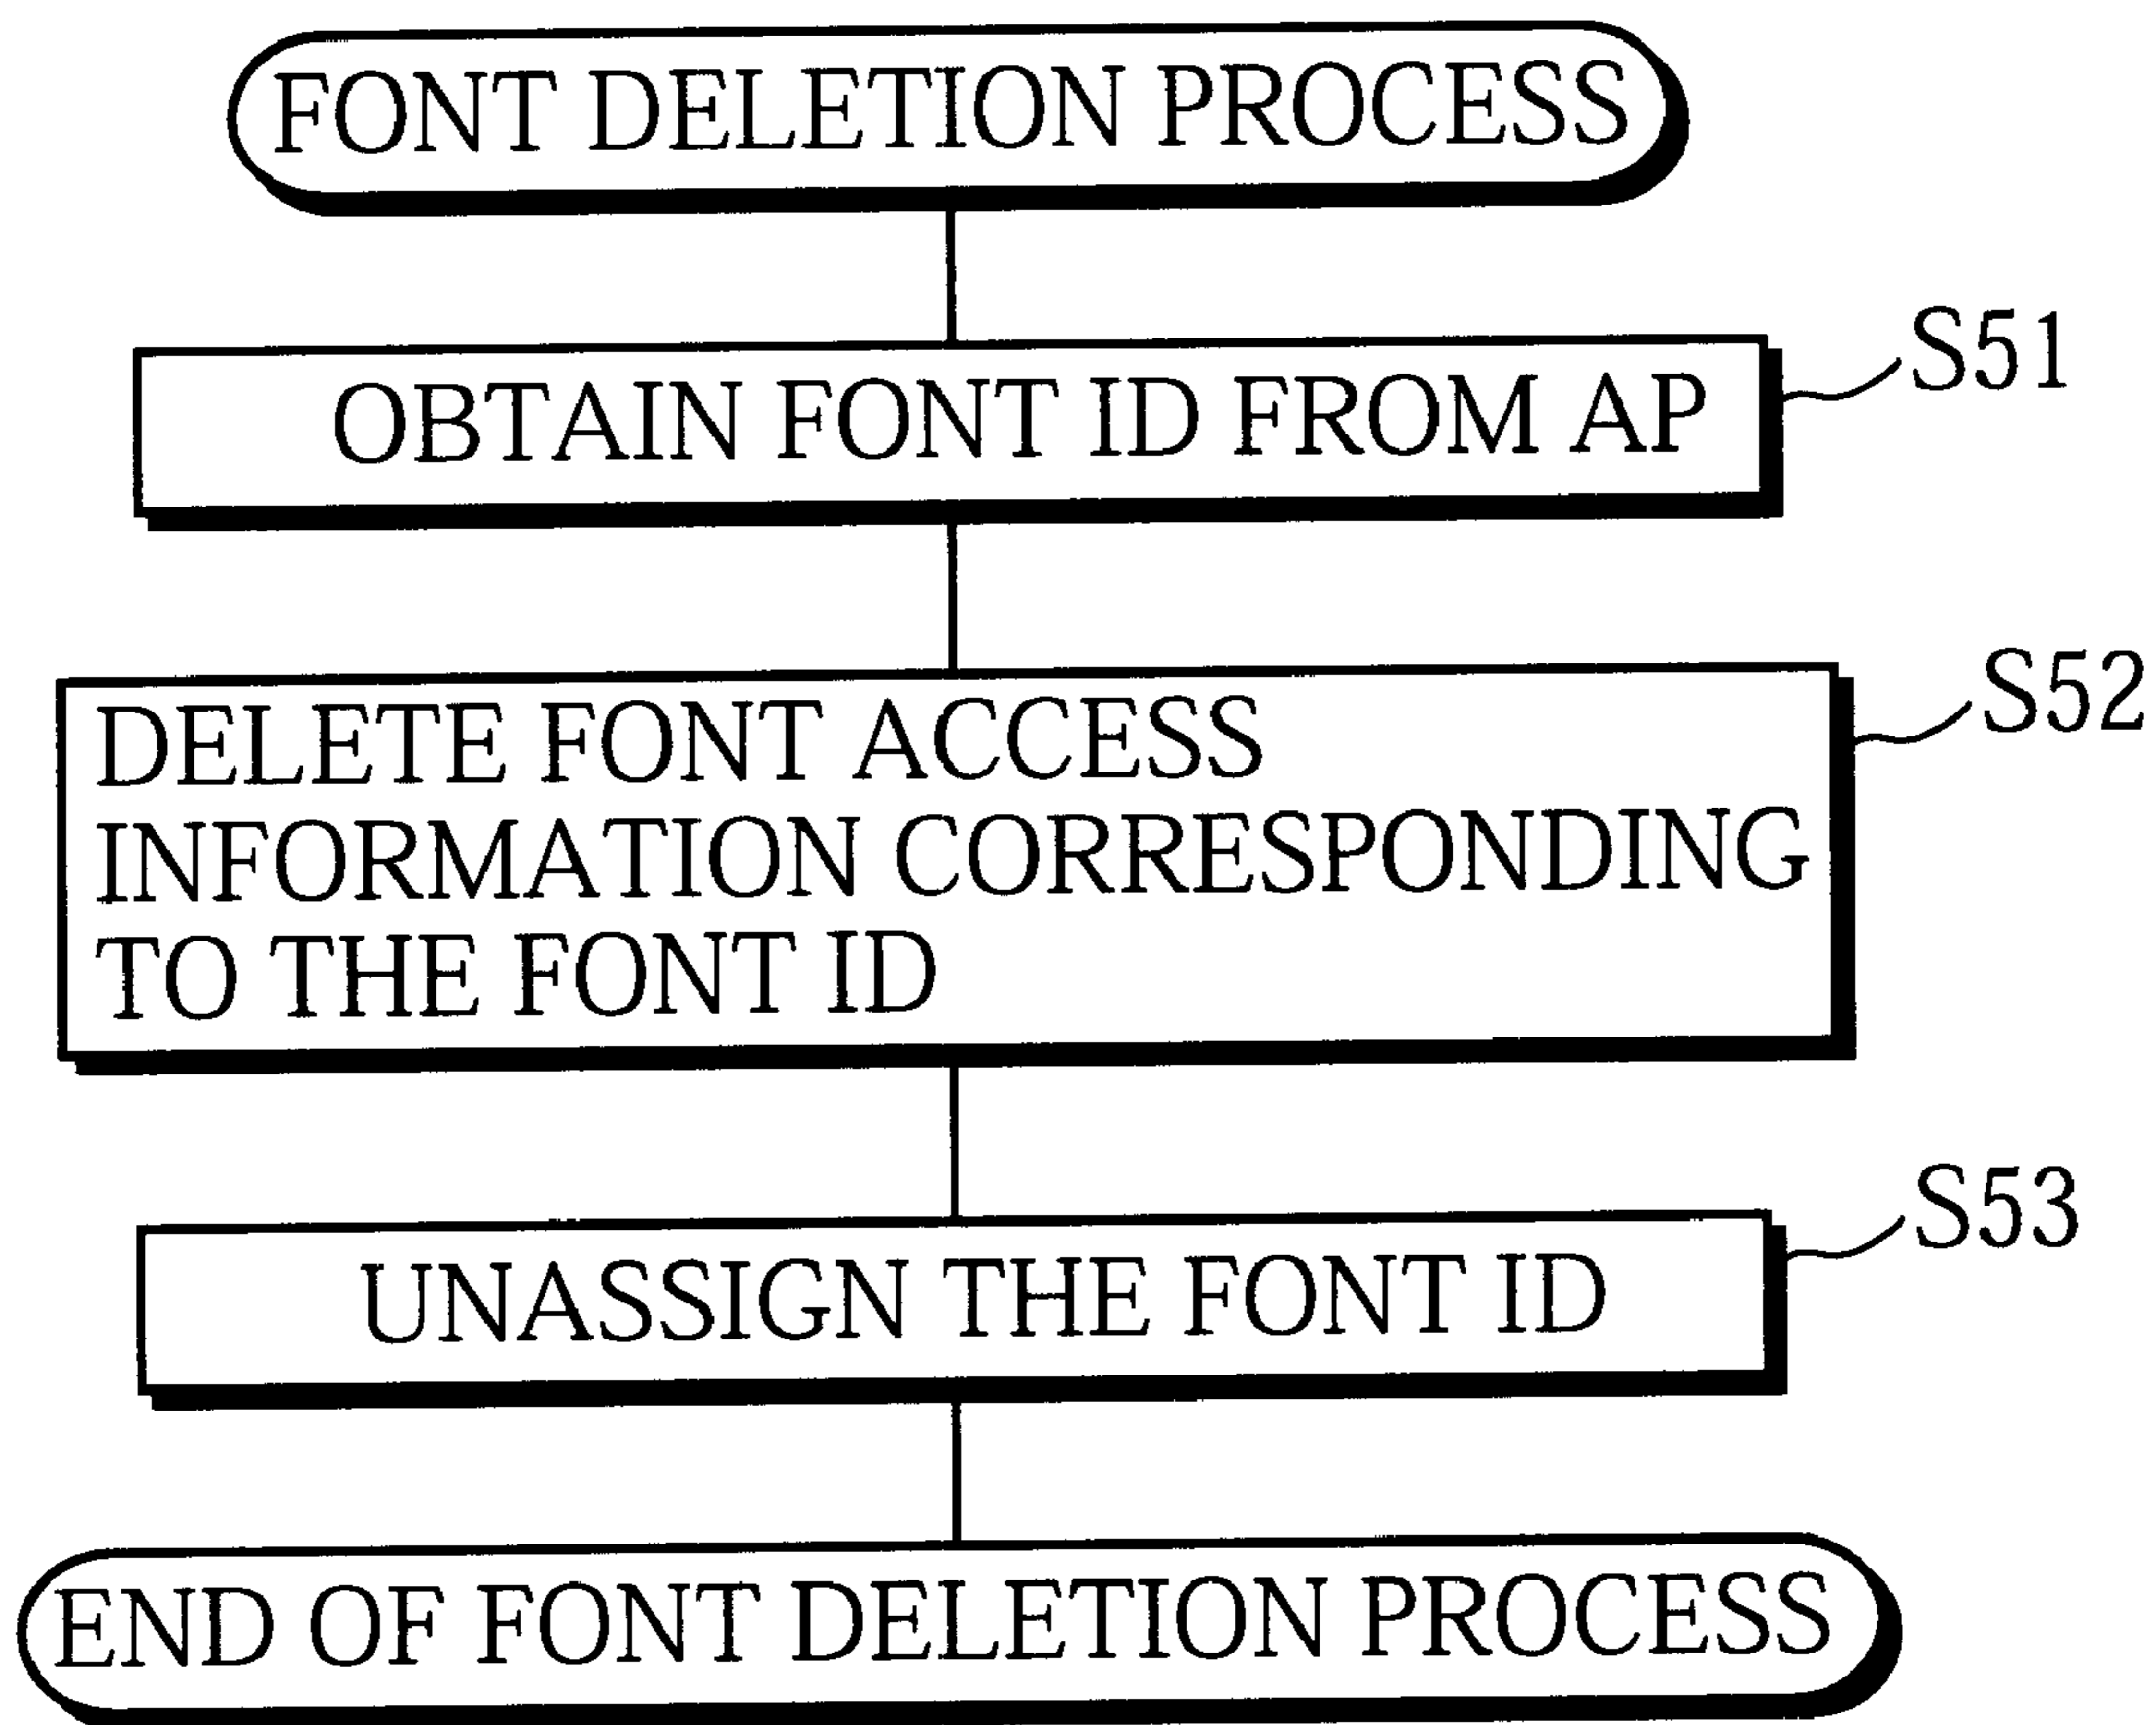 FONT DELETION PROCESS
S51
OBTAIN FONT ID FROM AP
S52
DELETE FONT ACCESS
INFORMATION CORRESPONDING
TO THE FONT ID
S53
UNASSIGN THE FONT ID
END OF FONT DELETION PROCESS